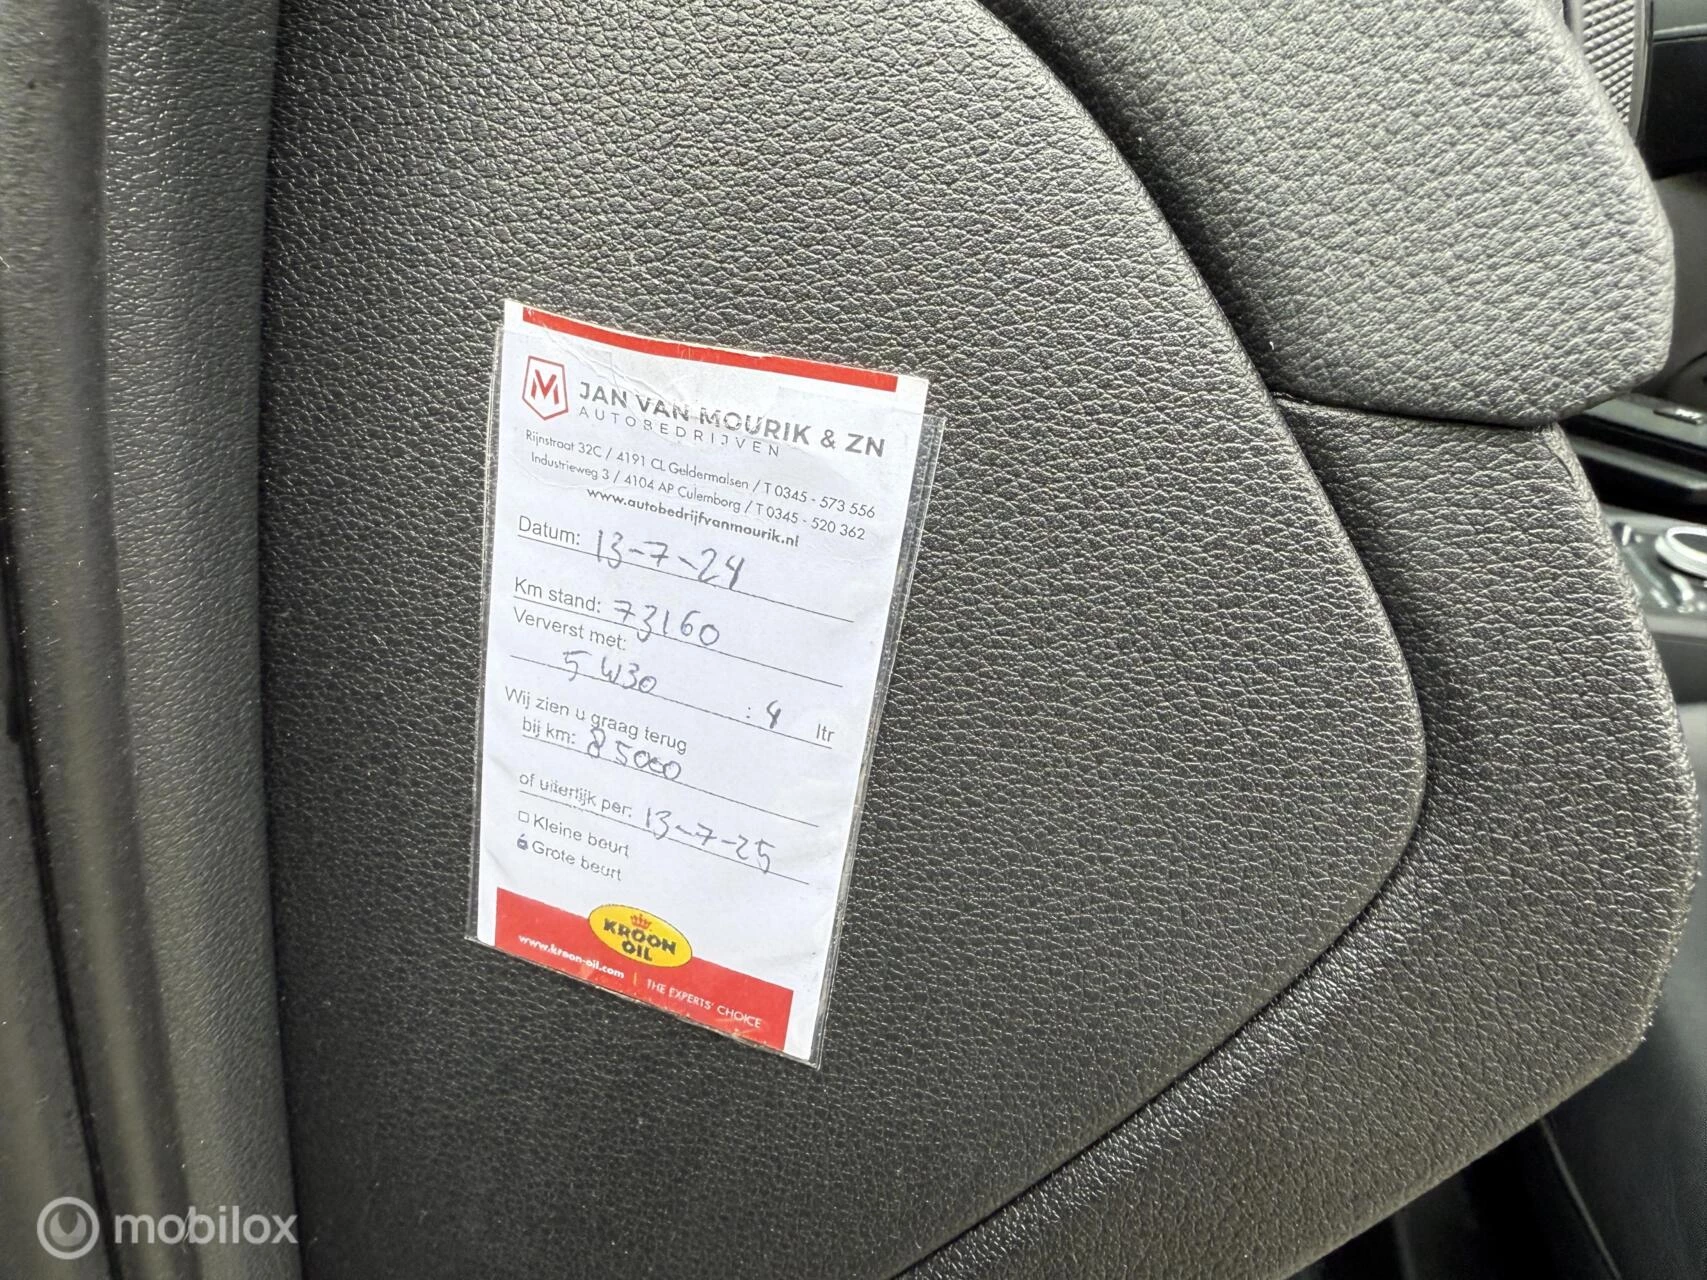 JAN VAN MOURIK & ZN
AUTOBEDRIJVEN
Rijnstraat 32C / 4191 CL Geldermalsen / T 0345 - 573 556
Industrieweg 3 / 4104 AP Culemborg / T 0345 - 520 362
www.autobedrijfvanmourik.nl
Datum: 13-7-24
Km stand: 73160
Ververst met:
5W30 : 4 ltr
Wij zien u graag terug
bij km: 85000
of uiterlijk per: 13-7-25
Kleine beurt
Grote beurt
KROON
OIL
www.kroon-oil.com | THE EXPERTS' CHOICE
mobilox